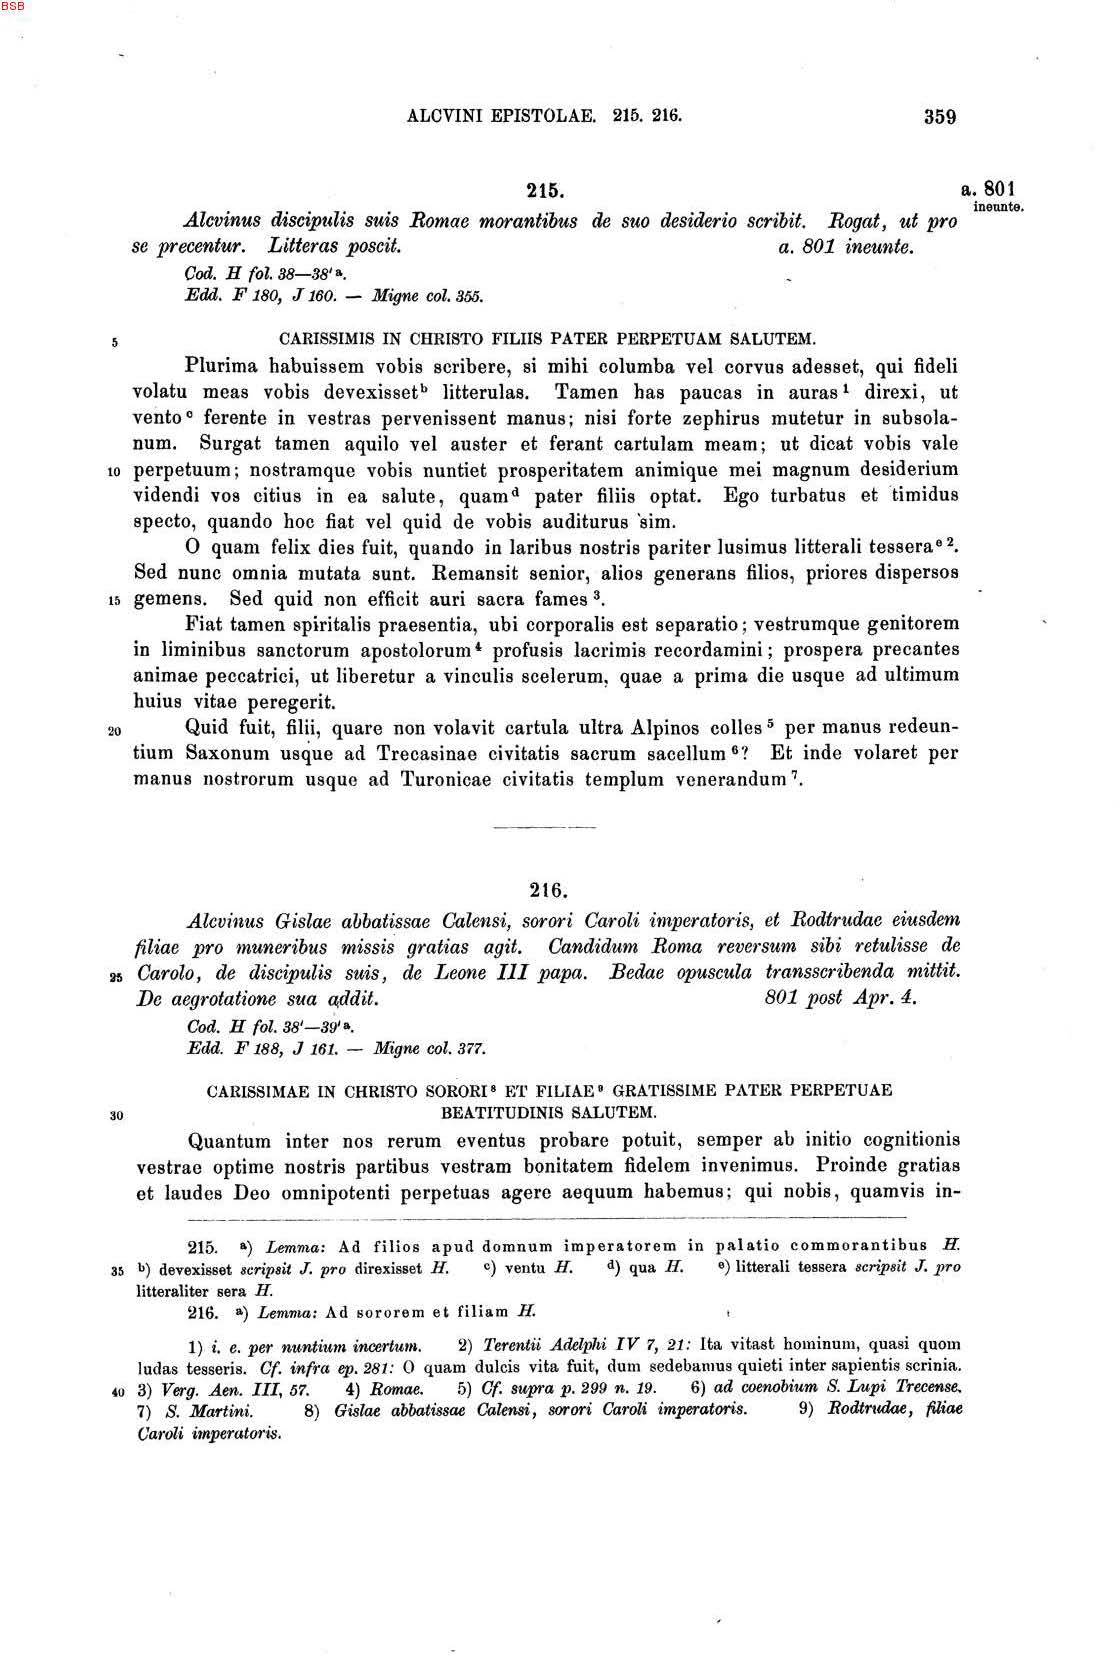 BSB
ALCVINI EPISTOLAE. 215. 216. 359
215. a. 801
ineunte.
Alcvinus discipulis suis Romae morantibus de suo desiderio scribit. Rogat, ut pro
se precentur. Litteras poscit. a. 801 ineunte.
Cod. H fol. 38—38' a.
Edd. F 180, J 160. — Migne col. 355.
5 CARISSIMIS IN CHRISTO FILIIS PATER PERPETUAM SALUTEM.
Plurima habuissem vobis scribere, si mihi columba vel corvus adesset, qui fideli
volatu meas vobis devexisset b litterulas. Tamen has paucas in auras 1 direxi, ut
vento c ferente in vestras pervenissent manus; nisi forte zephirus mutetur in subsola-
num. Surgat tamen aquilo vel auster et ferant cartulam meam; ut dicat vobis vale
10 perpetuum; nostramque vobis nuntiet prosperitatem animique mei magnum desiderium
videndi vos citius in ea salute, quam d pater filiis optat. Ego turbatus et timidus
specto, quando hoc fiat vel quid de vobis auditurus sim.
O quam felix dies fuit, quando in laribus nostris pariter lusimus litterali tessera e 2.
Sed nunc omnia mutata sunt. Remansit senior, alios generans filios, priores dispersos
15 gemens. Sed quid non efficit auri sacra fames 3.
Fiat tamen spiritalis praesentia, ubi corporalis est separatio; vestrumque genitorem
in liminibus sanctorum apostolorum 4 profusis lacrimis recordamini; prospera precantes
animae peccatrici, ut liberetur a vinculis scelerum, quae a prima die usque ad ultimum
huius vitae peregerit.
20 Quid fuit, filii, quare non volavit cartula ultra Alpinos colles 5 per manus redeun-
tium Saxonum usque ad Trecasinae civitatis sacrum sacellum 6? Et inde volaret per
manus nostrorum usque ad Turonicae civitatis templum venerandum 7.
216.
Alcvinus Gislae abbatissae Calensi, sorori Caroli imperatoris, et Rodtrudae eiusdem
filiae pro muneribus missis gratias agit. Candidum Roma reversum sibi retulisse de
25 Carolo, de discipulis suis, de Leone III papa. Bedae opuscula transscribenda mittit.
De aegrotatione sua addit. 801 post Apr. 4.
Cod. H fol. 38'—39' a.
Edd. F 188, J 161. — Migne col. 377.
CARISSIMAE IN CHRISTO SORORI 8 ET FILIAE 9 GRATISSIME PATER PERPETUAE
30 BEATITUDINIS SALUTEM.
Quantum inter nos rerum eventus probare potuit, semper ab initio cognitionis
vestrae optime nostris partibus vestram bonitatem fidelem invenimus. Proinde gratias
et laudes Deo omnipotenti perpetuas agere aequum habemus; qui nobis, quamvis in-
215. a) Lemma: Ad filios apud domnum imperatorem in palatio commorantibus H.
35 b) devexisset scripsit J. pro direxisset H. c) ventu H. d) qua H. e) litterali tessera scripsit J. pro
litteraliter sera H.
216. a) Lemma: Ad sororem et filiam H.
1) i. e. per nuntium incertum. 2) Terentii Adelphi IV 7, 21: Ita vitast hominum, quasi quom
ludas tesseris. Cf. infra ep. 281: O quam dulcis vita fuit, dum sedebamus quieti inter sapientis scrinia.
40 3) Verg. Aen. III, 57. 4) Romae. 5) Cf. supra p. 299 n. 19. 6) ad coenobium S. Lupi Trecense.
7) S. Martini. 8) Gislae abbatissae Calensi, sorori Caroli imperatoris. 9) Rodtrudae, filiae
Caroli imperatoris.